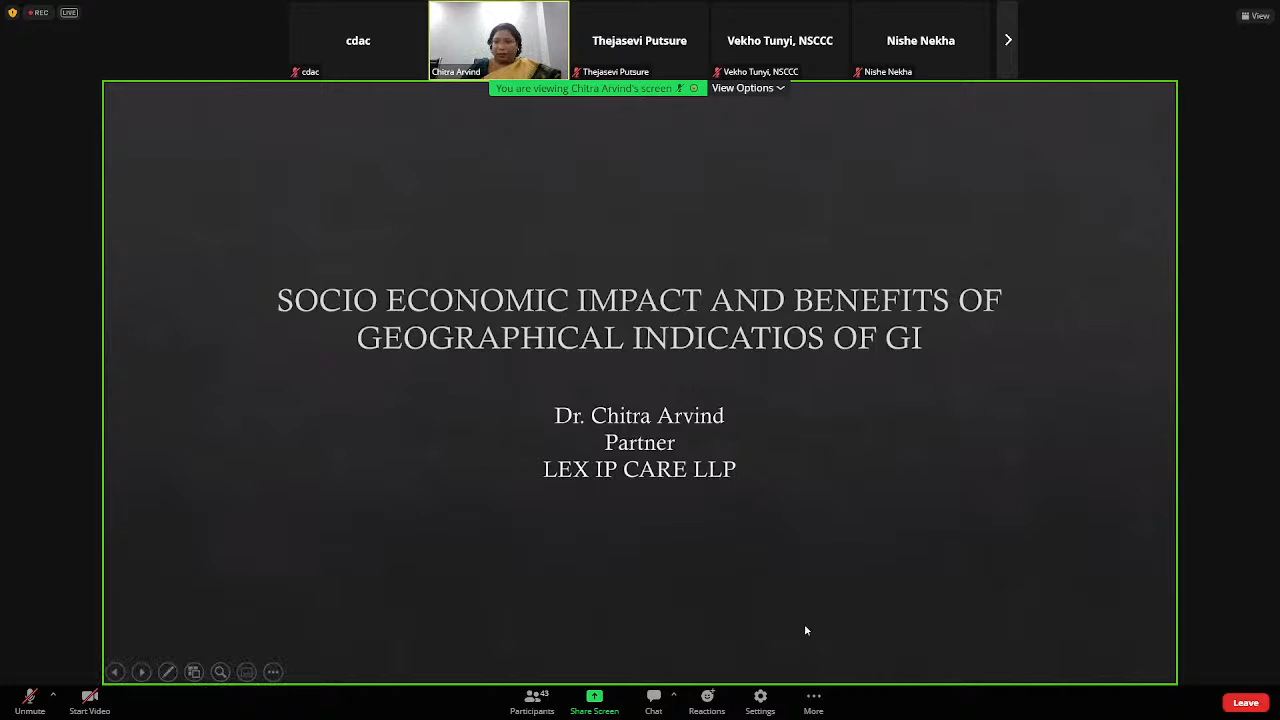 REC
LIVE
View
cdac
Thejasevi Putsure
Vekho Tunyi, NSCCC
Nishe Nekha
cdac
Chitra Arvind
Thejasevi Putsure
Vekho Tunyi, NSCCC
Nishe Nekha
You are viewing Chitra Arvind's screen
View Options
SOCIO ECONOMIC IMPACT AND BENEFITS OF
GEOGRAPHICAL INDICATIOS OF GI
Dr. Chitra Arvind
Partner
LEX IP CARE LLP
Unmute
Start Video
Participants
43
Share Screen
Chat
Reactions
Settings
More
Leave